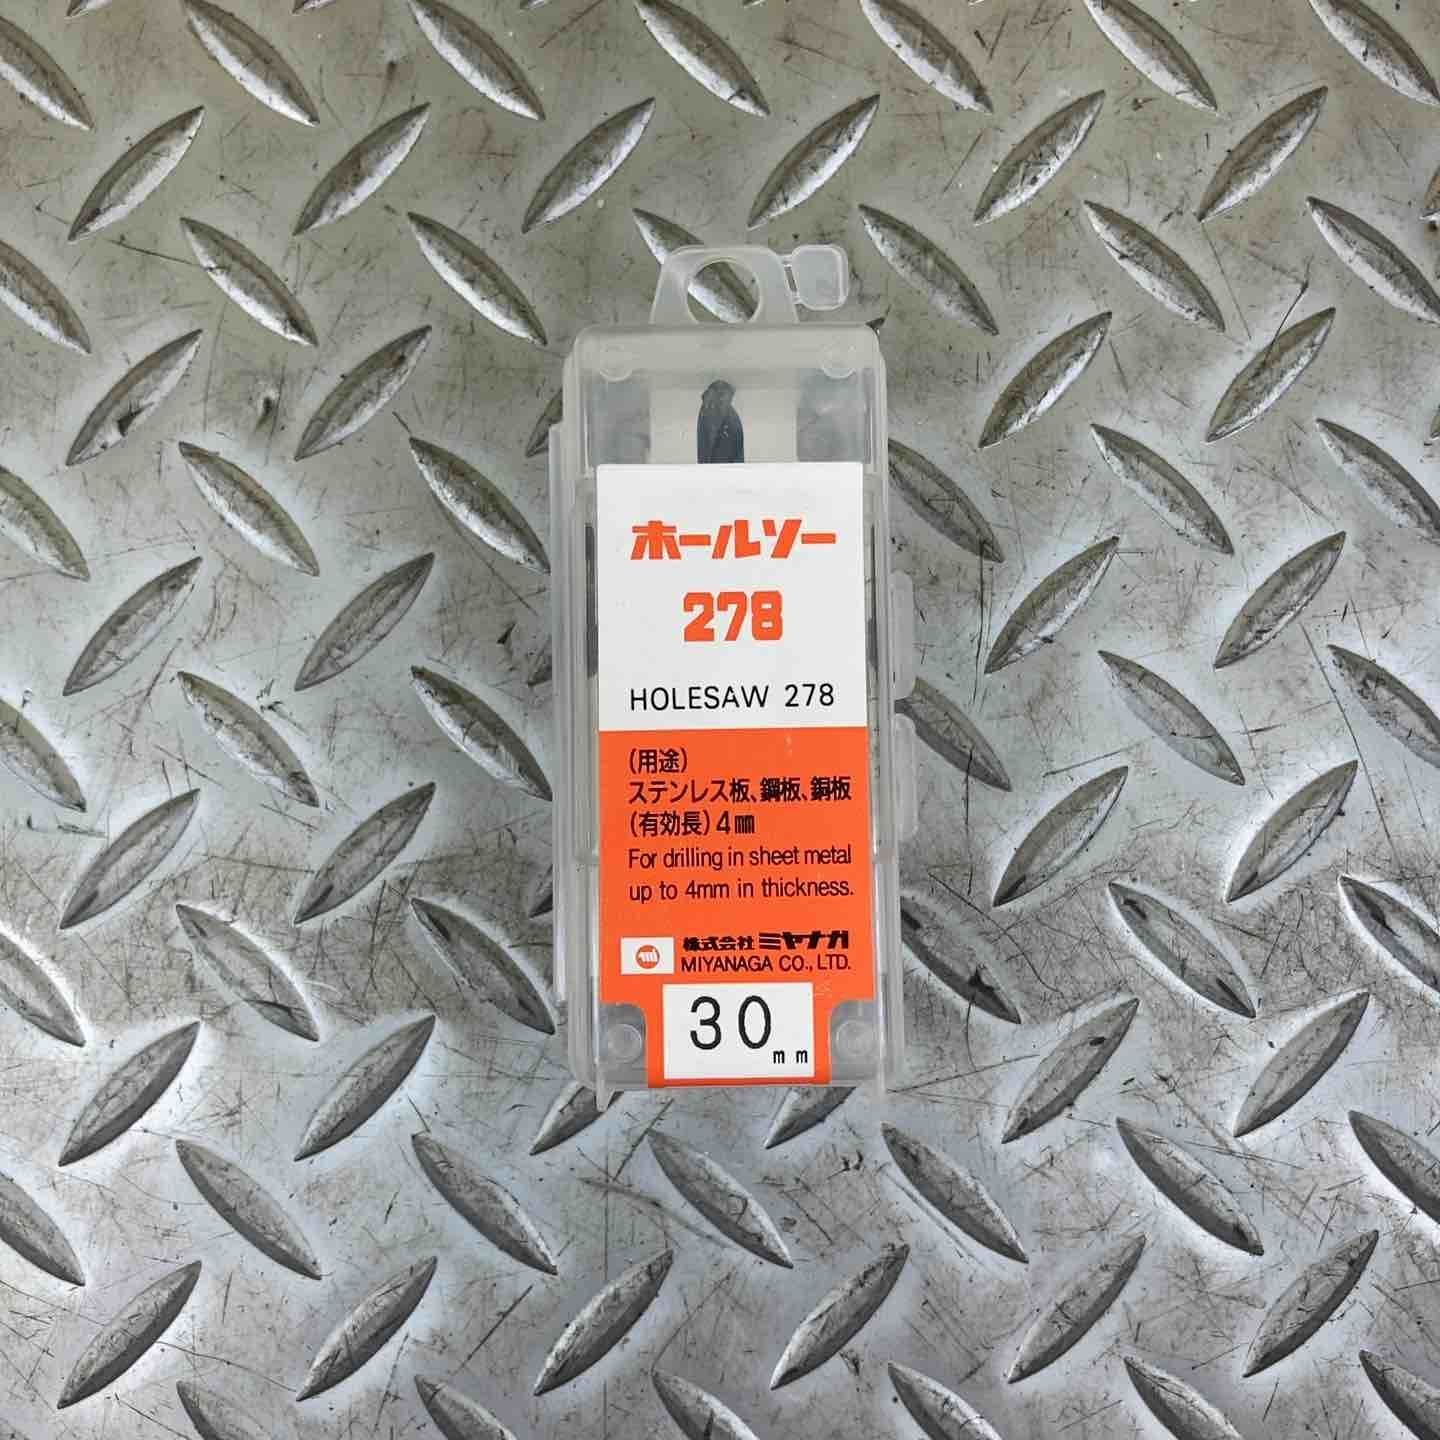 ホールソー
278
HOLESAW 278
(用途)
ステンレス板、鋼板、銅板
(有効長)4㎜
For drilling in sheet metal
up to 4mm in thickness.
mi 株式会社 ミヤナガ
MIYANAGA CO., LTD.
30mm